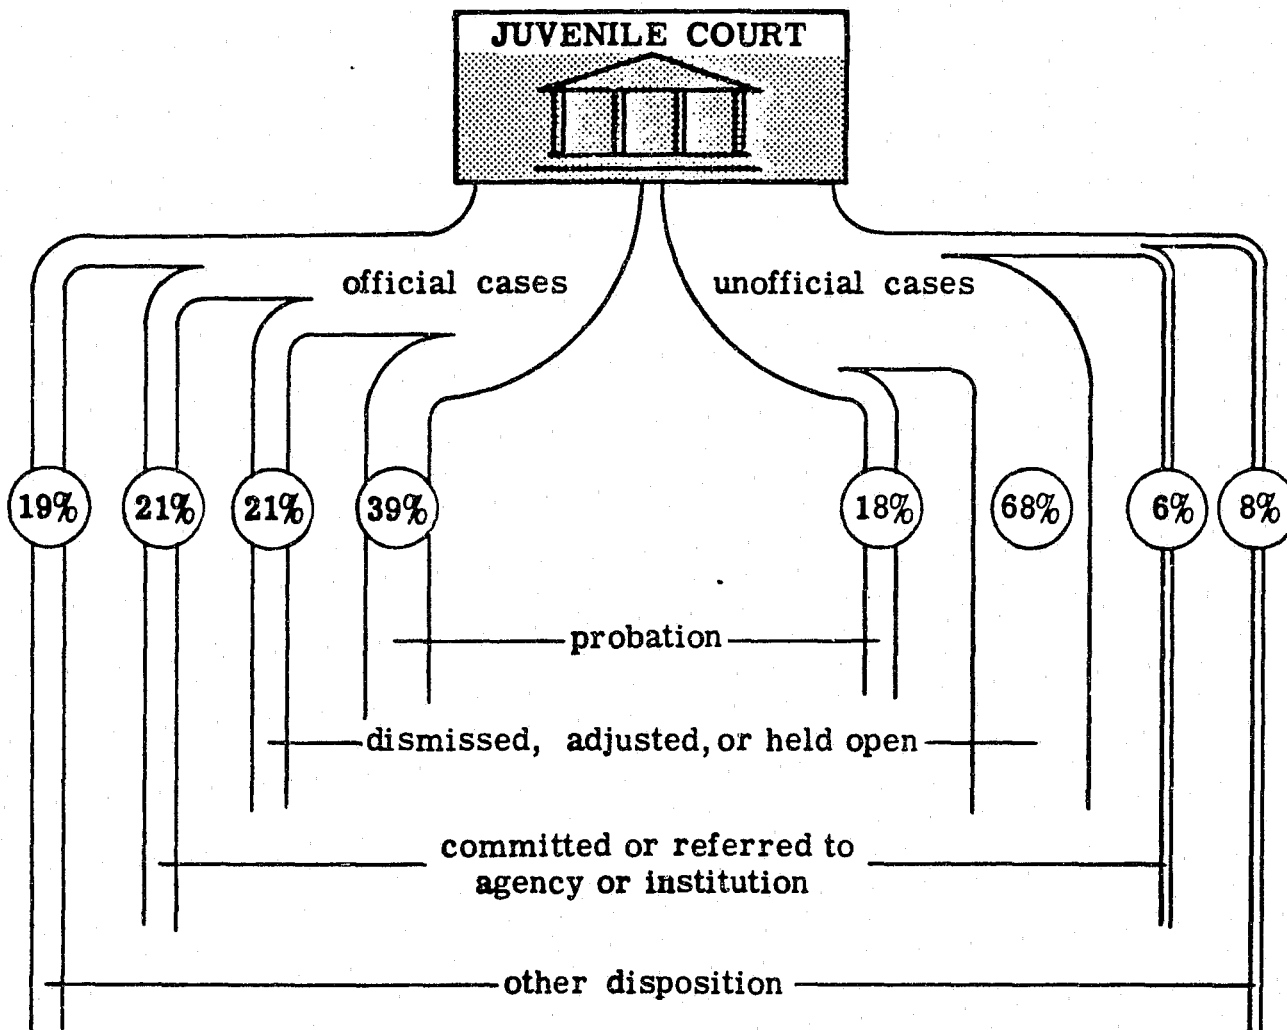 JUVENILE COURT
official cases
unofficial cases
19%
21%
21%
39%
18%
68%
6%
8%
probation
dismissed, adjusted, or held open
committed or referred to
agency or institution
other disposition